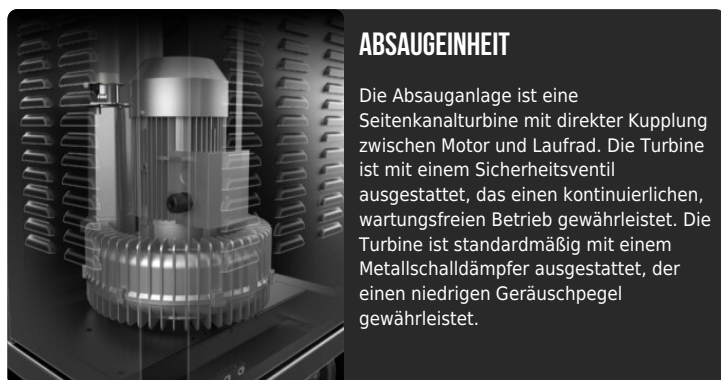 ABSAUGEINHEIT
Die Absauganlage ist eine
Seitenkanalturbine mit direkter Kupplung
zwischen Motor und Laufrad. Die Turbine
ist mit einem Sicherheitsventil
ausgestattet, das einen kontinuierlichen,
wartungsfreien Betrieb gewährleistet. Die
Turbine ist standardmäßig mit einem
Metallschalldämpfer ausgestattet, der
einen niedrigen Geräuschpegel
gewährleistet.